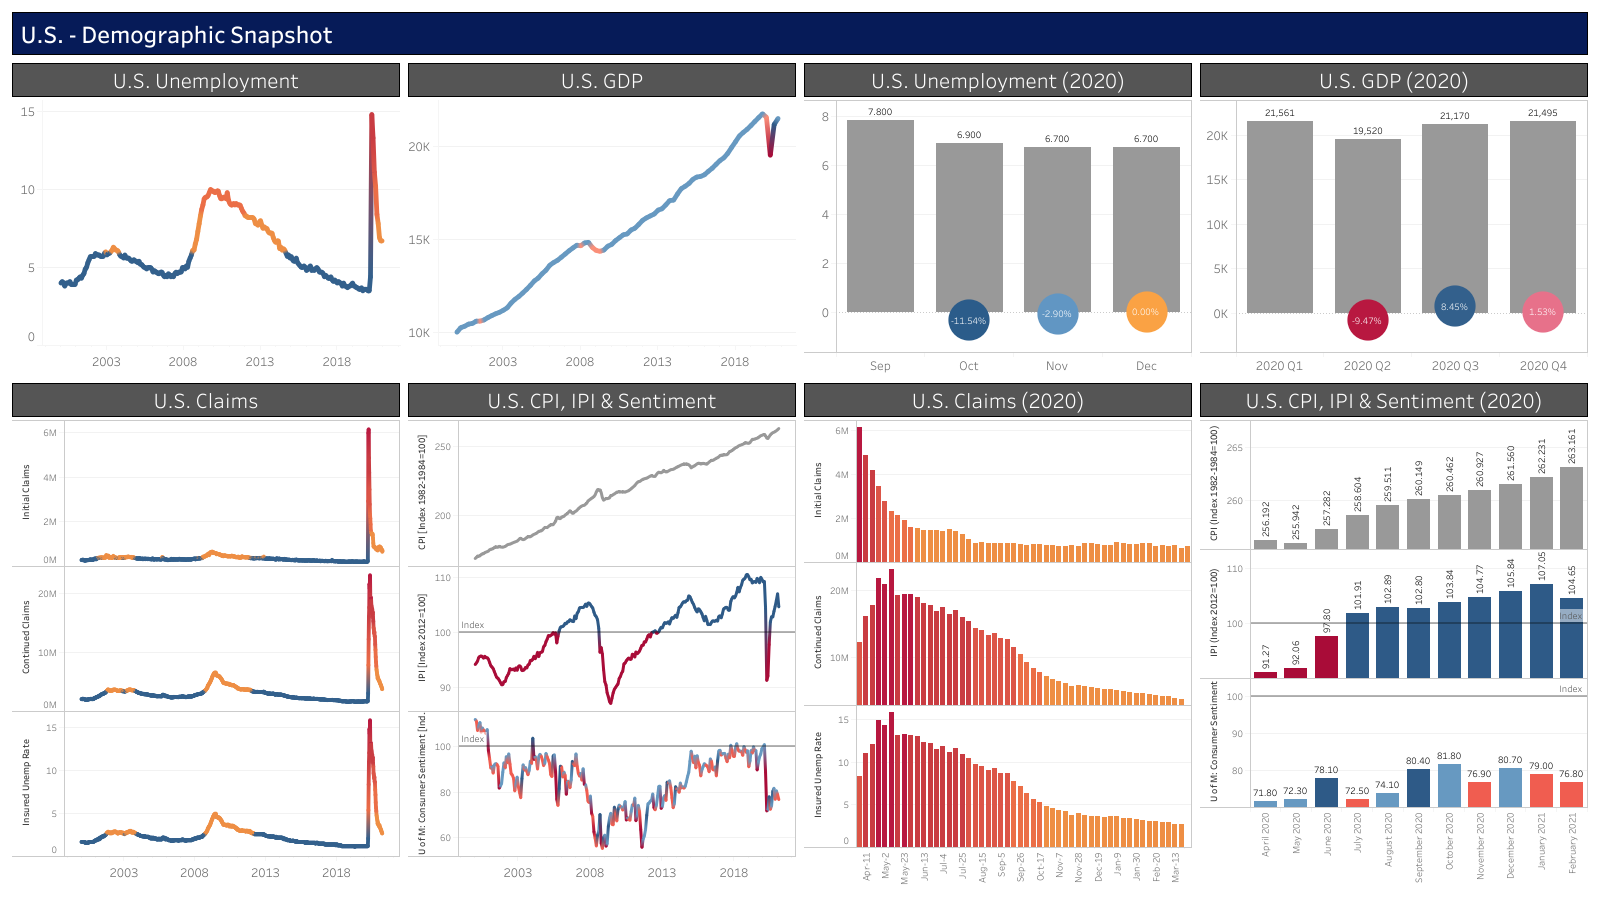 U.S. - Demographic Snapshot
U.S. Unemployment
15
10
5
0
2003
2008
2013
2018
U.S. GDP
20K
15K
10K
2003
2008
2013
2018
U.S. Unemployment (2020)
8
6
4
2
0
7.800
6.900
6.700
6.700
-11.54%
-2.90%
0.00%
Sep
Oct
Nov
Dec
U.S. GDP (2020)
20K
15K
10K
5K
0K
21,561
19,520
21,170
21,495
-9.47%
8.45%
1.53%
2020 Q1
2020 Q2
2020 Q3
2020 Q4
U.S. Claims
Initial Claims
6M
4M
2M
0M
Continued Claims
20M
10M
0M
Insured Unemp Rate
15
10
5
0
2003
2008
2013
2018
U.S. CPI, IPI & Sentiment
CPI [Index 1982-1984=100]
250
200
IPI [Index 2012=100]
110
100
90
Index
U of M: Consumer Sentiment [Ind.
100
80
60
Index
2003
2008
2013
2018
U.S. Claims (2020)
Initial Claims
6M
4M
2M
0M
Continued Claims
20M
10M
Insured Unemp Rate
15
10
5
0
Apr-11
May-2
May-23
Jun-13
Jul-4
Jul-25
Aug-15
Sep-5
Sep-26
Oct-17
Nov-7
Nov-28
Dec-19
Jan-9
Jan-30
Feb-20
Mar-13
U.S. CPI, IPI & Sentiment (2020)
CPI (Index 1982-1984=100)
265
260
256.192
255.942
257.282
258.604
259.511
260.149
260.462
260.927
261.560
262.231
263.161
IPI (Index 2012=100)
110
100
91.27
92.06
97.80
101.91
102.89
102.80
103.84
104.77
105.84
107.05
104.65
Index
U of M: Consumer Sentiment
100
90
80
Index
71.80
72.30
78.10
72.50
74.10
80.40
81.80
76.90
80.70
79.00
76.80
April 2020
May 2020
June 2020
July 2020
August 2020
September 2020
October 2020
November 2020
December 2020
January 2021
February 2021